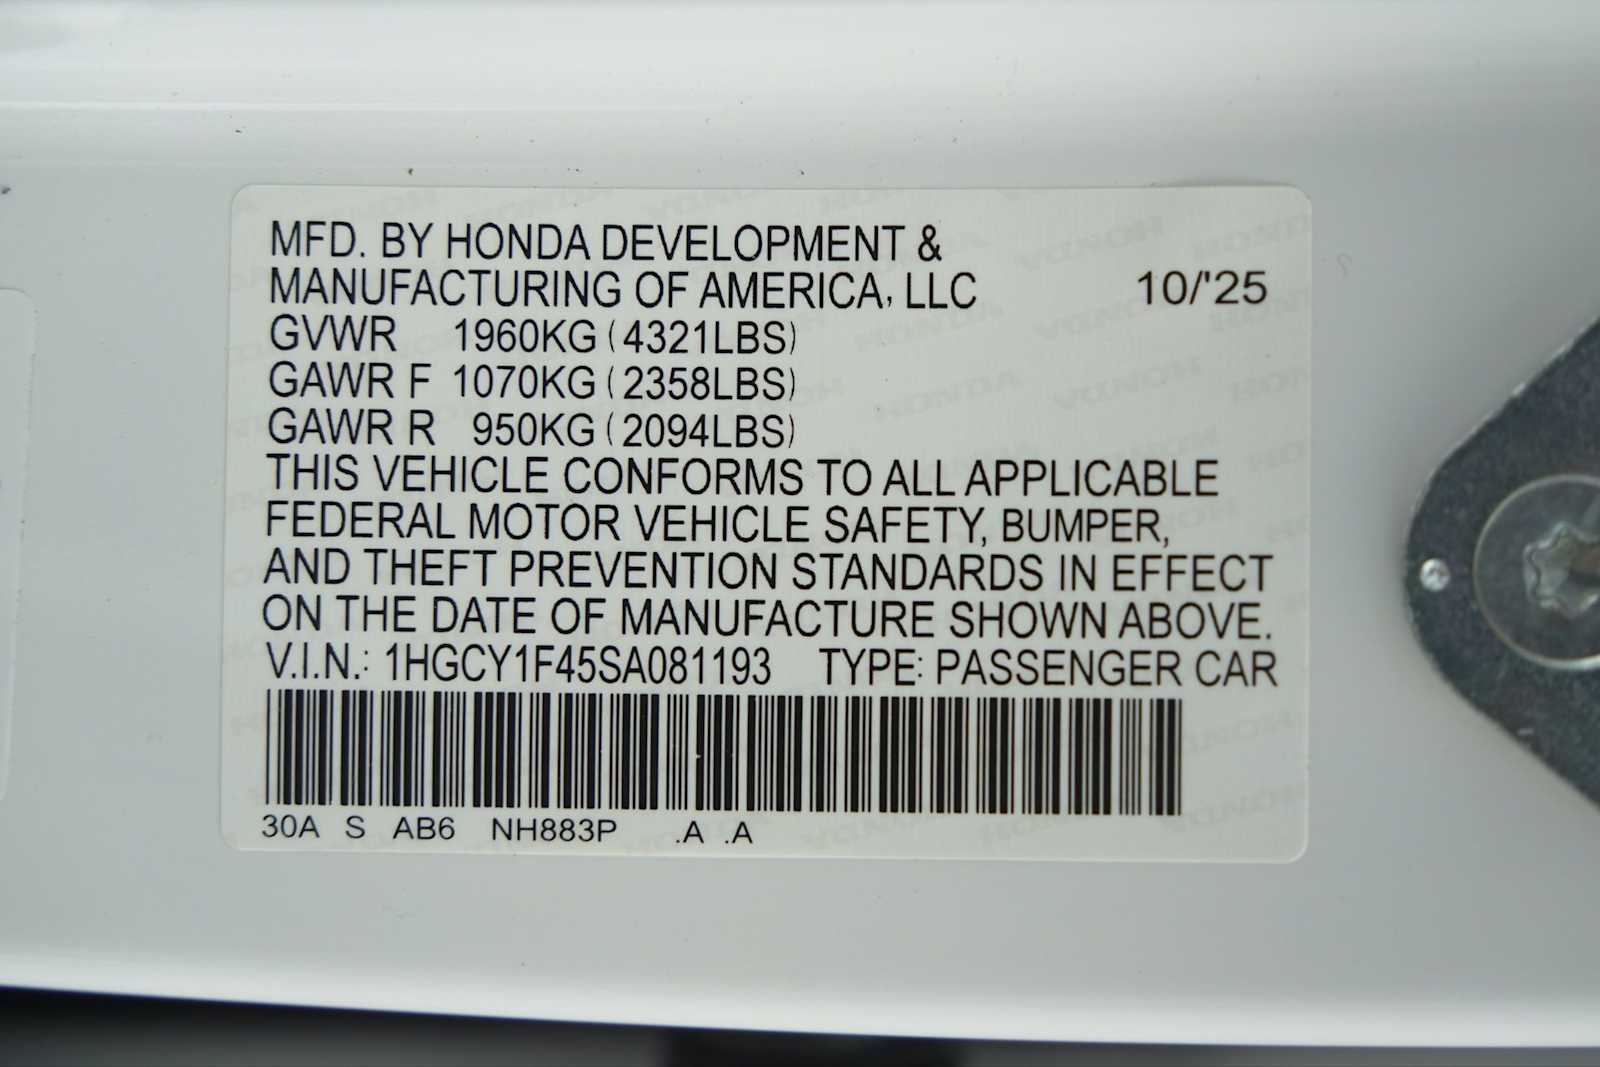 MFD. BY HONDA DEVELOPMENT &
MANUFACTURING OF AMERICA, LLC 10/'25
GVWR 1960KG (4321LBS)
GAWR F 1070KG (2358LBS)
GAWR R 950KG (2094LBS)
THIS VEHICLE CONFORMS TO ALL APPLICABLE
FEDERAL MOTOR VEHICLE SAFETY, BUMPER,
AND THEFT PREVENTION STANDARDS IN EFFECT
ON THE DATE OF MANUFACTURE SHOWN ABOVE.
V.I.N.: 1HGCY1F45SA081193 TYPE: PASSENGER CAR
30A S AB6 NH883P .A .A